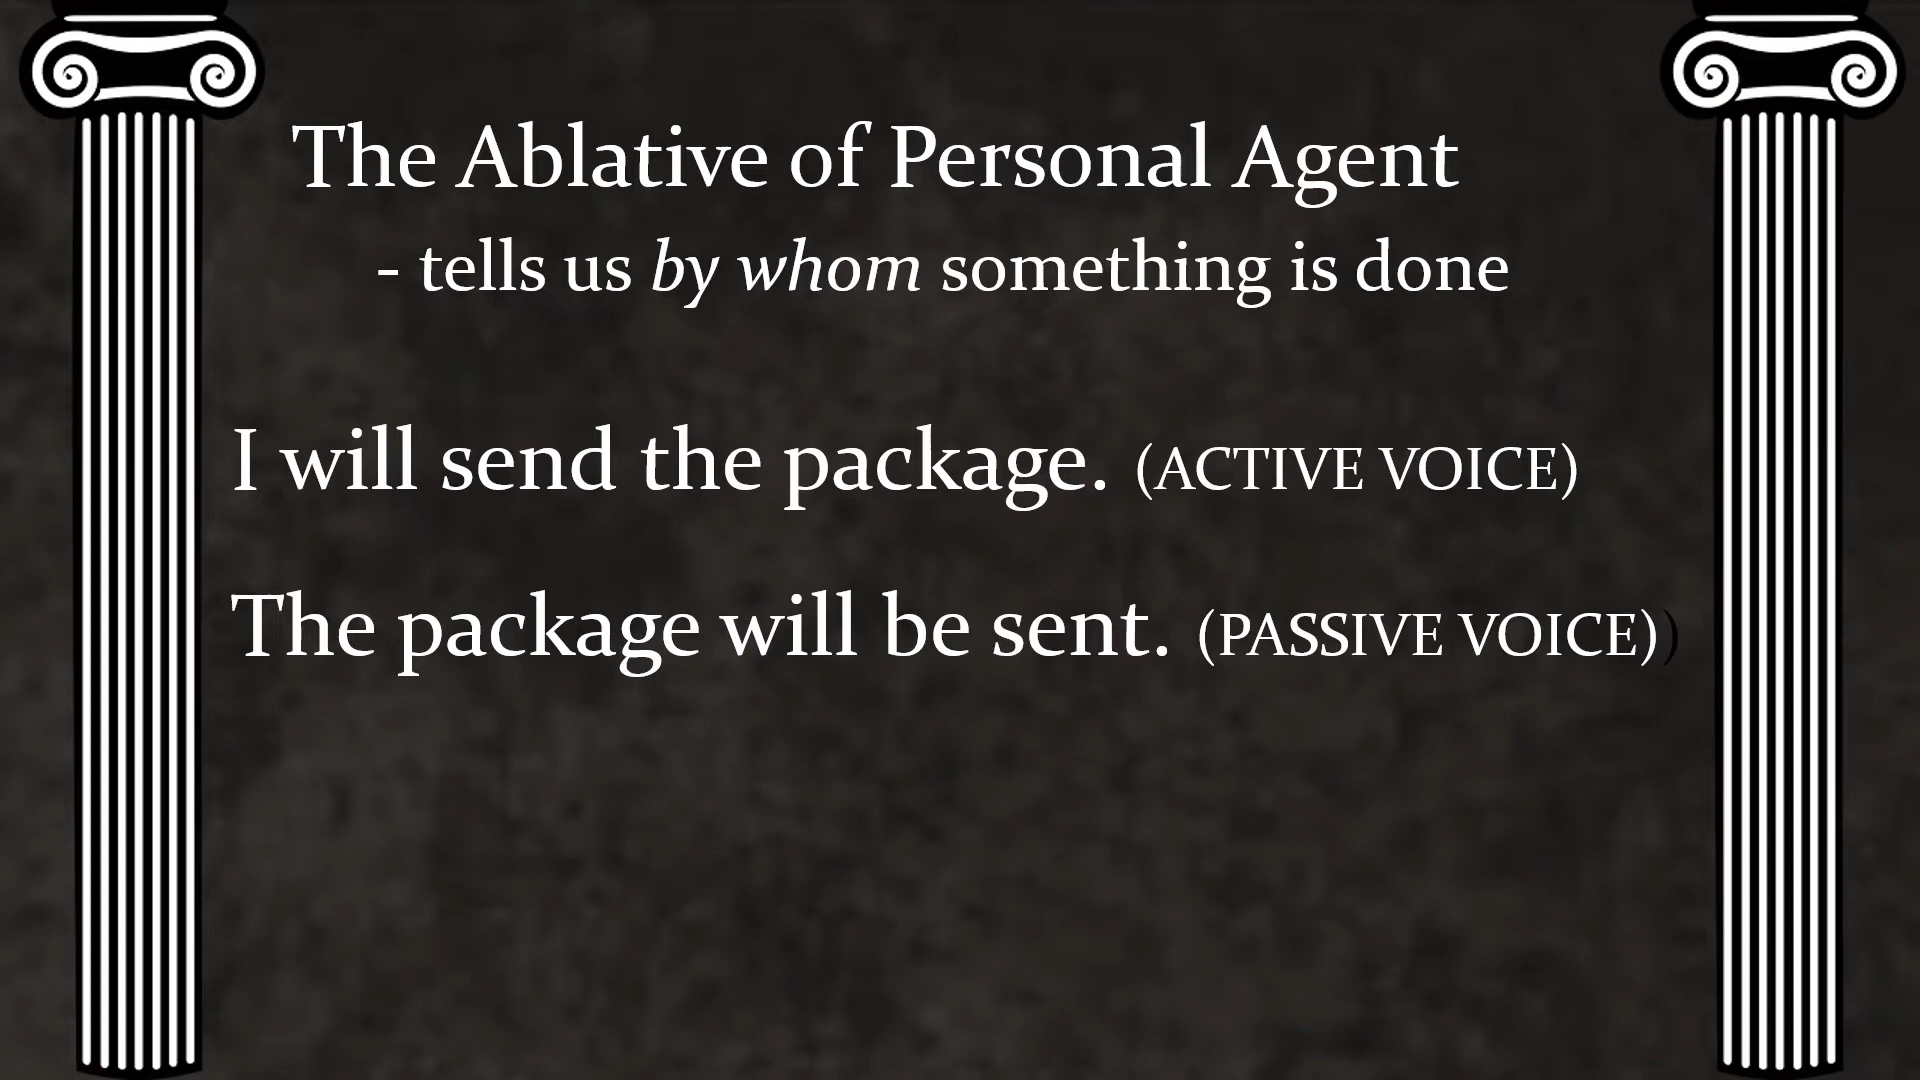 The Ablative of Personal Agent
- tells us by whom something is done
I will send the package. (ACTIVE VOICE)
The package will be sent. (PASSIVE VOICE))